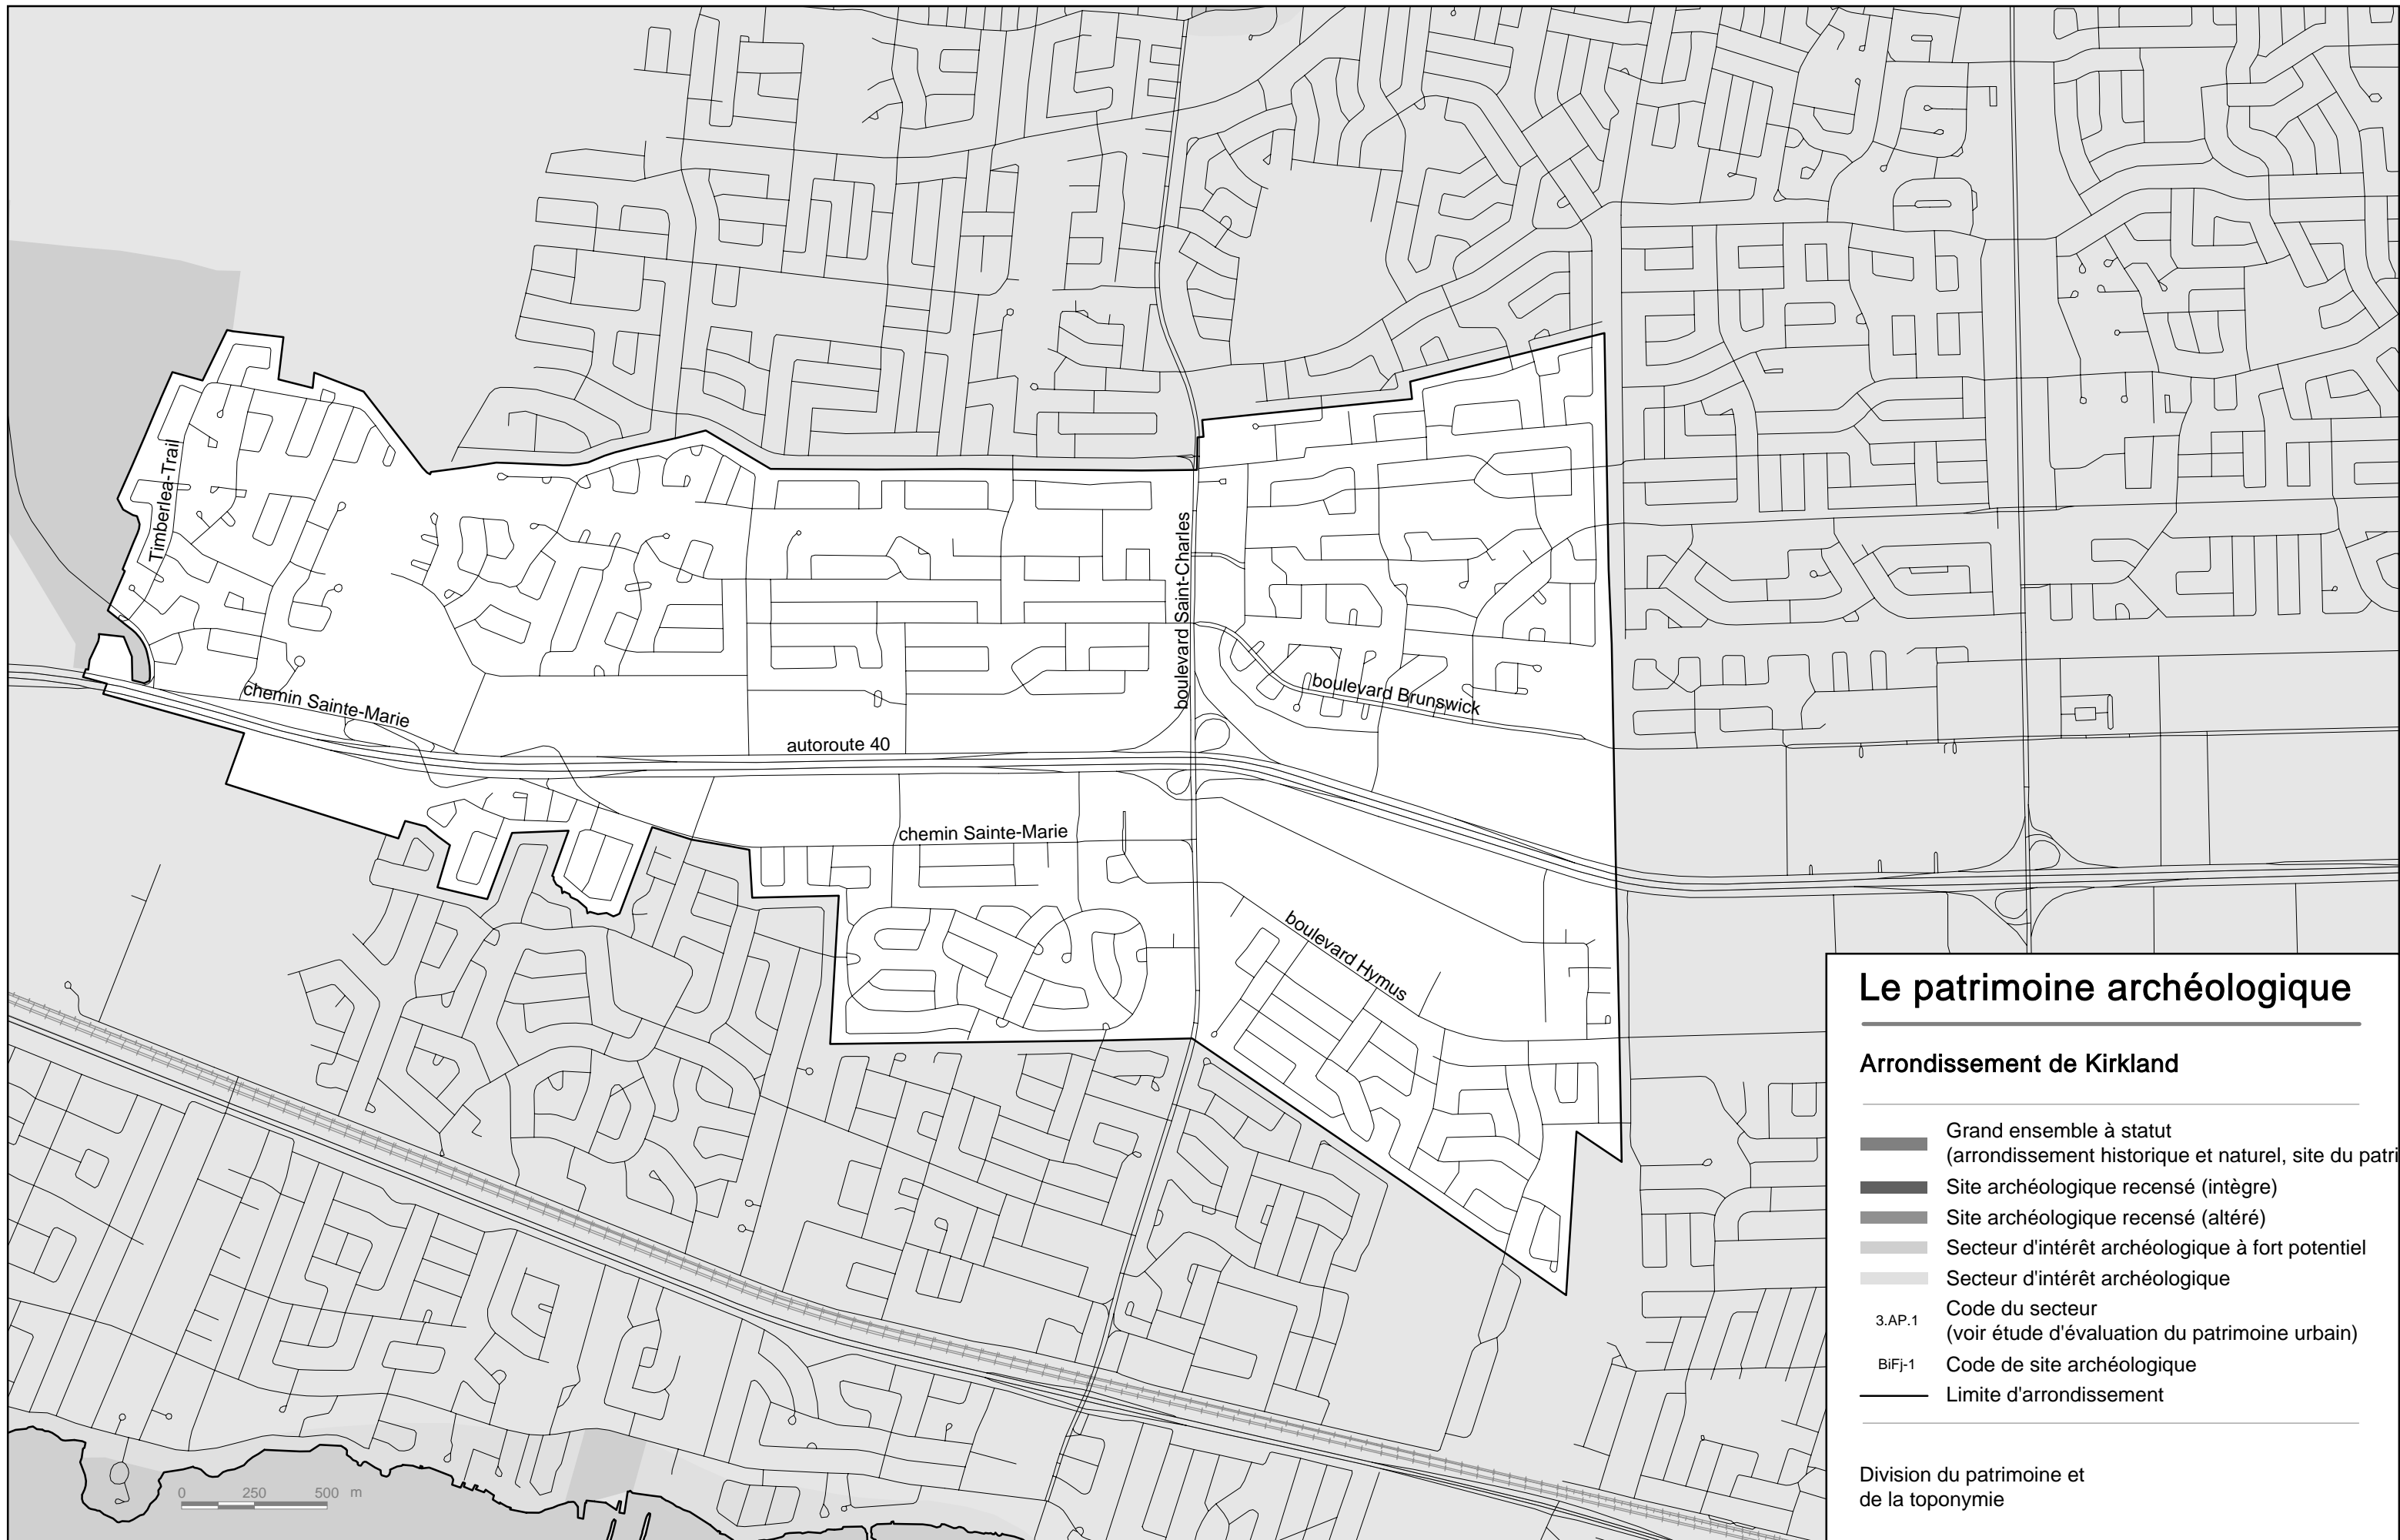 Timberlea-Trail
boulevard Saint-Charles
boulevard Brunswick
chemin Sainte-Marie
autoroute 40
chemin Sainte-Marie
boulevard Hymus
0 250 500 m
Le patrimoine archéologique
Arrondissement de Kirkland
Grand ensemble à statut
(arrondissement historique et naturel, site du patri
Site archéologique recensé (intègre)
Site archéologique recensé (altéré)
Secteur d'intérêt archéologique à fort potentiel
Secteur d'intérêt archéologique
3.AP.1 Code du secteur
(voir étude d'évaluation du patrimoine urbain)
BiFj-1 Code de site archéologique
Limite d'arrondissement
Division du patrimoine et
de la toponymie